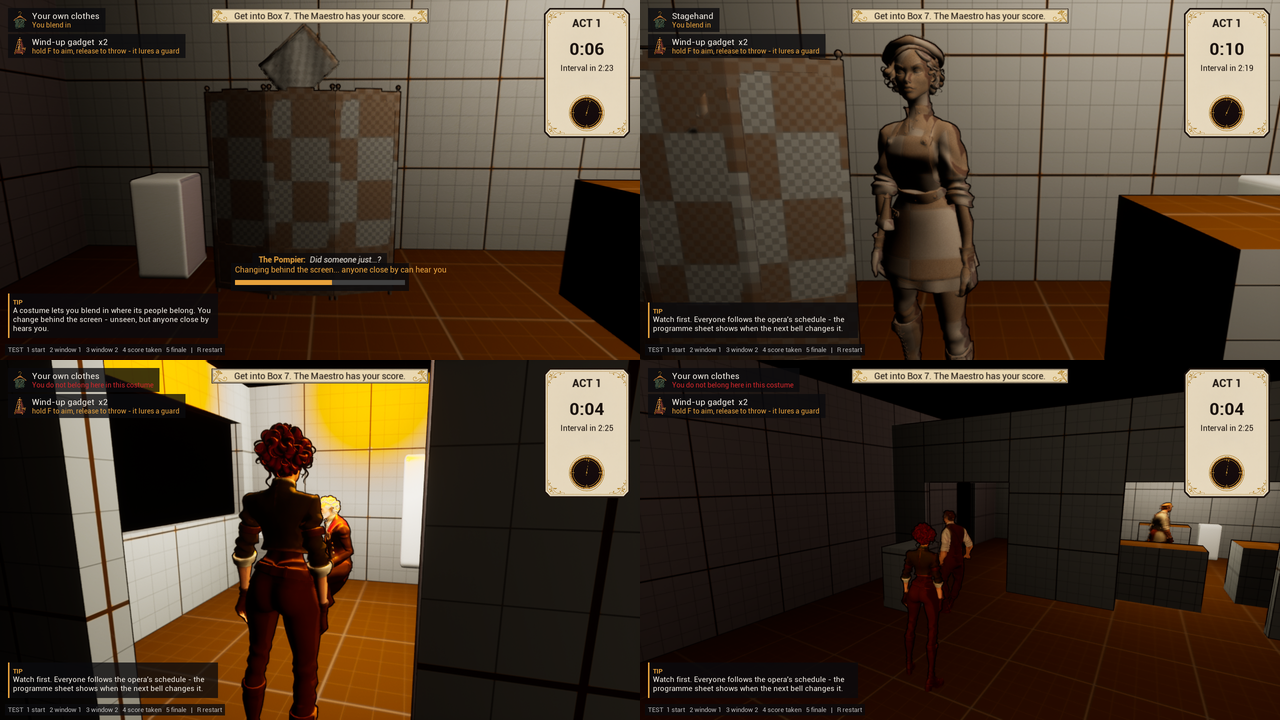 Your own clothes
You blend in
Wind-up gadget x2
hold F to aim, release to throw - it lures a guard
Get into Box 7. The Maestro has your score.
ACT 1
0:06
Interval in 2:23
The Pompier: Did someone just...?
Changing behind the screen... anyone close by can hear you
TIP
A costume lets you blend in where its people belong. You
change behind the screen - unseen, but anyone close by
hears you.
TEST 1 start 2 window 1 3 window 2 4 score taken 5 finale | R restart
Stagehand
You blend in
Wind-up gadget x2
hold F to aim, release to throw - it lures a guard
Get into Box 7. The Maestro has your score.
ACT 1
0:10
Interval in 2:19
TIP
Watch first. Everyone follows the opera's schedule - the
programme sheet shows when the next bell changes it.
TEST 1 start 2 window 1 3 window 2 4 score taken 5 finale | R restart
Your own clothes
You do not belong here in this costume
Wind-up gadget x2
hold F to aim, release to throw - it lures a guard
Get into Box 7. The Maestro has your score.
ACT 1
0:04
Interval in 2:25
TIP
Watch first. Everyone follows the opera's schedule - the
programme sheet shows when the next bell changes it.
TEST 1 start 2 window 1 3 window 2 4 score taken 5 finale | R restart
Your own clothes
You do not belong here in this costume
Wind-up gadget x2
hold F to aim, release to throw - it lures a guard
Get into Box 7. The Maestro has your score.
ACT 1
0:04
Interval in 2:25
TIP
Watch first. Everyone follows the opera's schedule - the
programme sheet shows when the next bell changes it.
TEST 1 start 2 window 1 3 window 2 4 score taken 5 finale | R restart